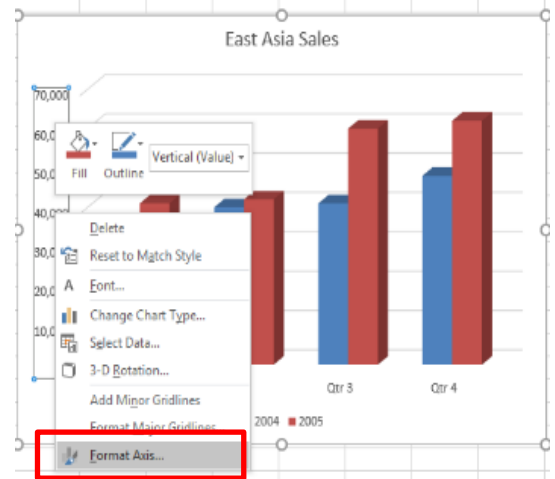 East Asia Sales
70,000
60,0
Fill Outline Vertical (Value)
50,0
40,000
Delete
30,0
Reset to Match Style
Font...
20,0
Change Chart Type...
10,0
Select Data...
3-D Rotation...
Qtr 3 Qtr 4
Add Minor Gridlines
Format Major Gridlines
2004 2005
Format Axis...